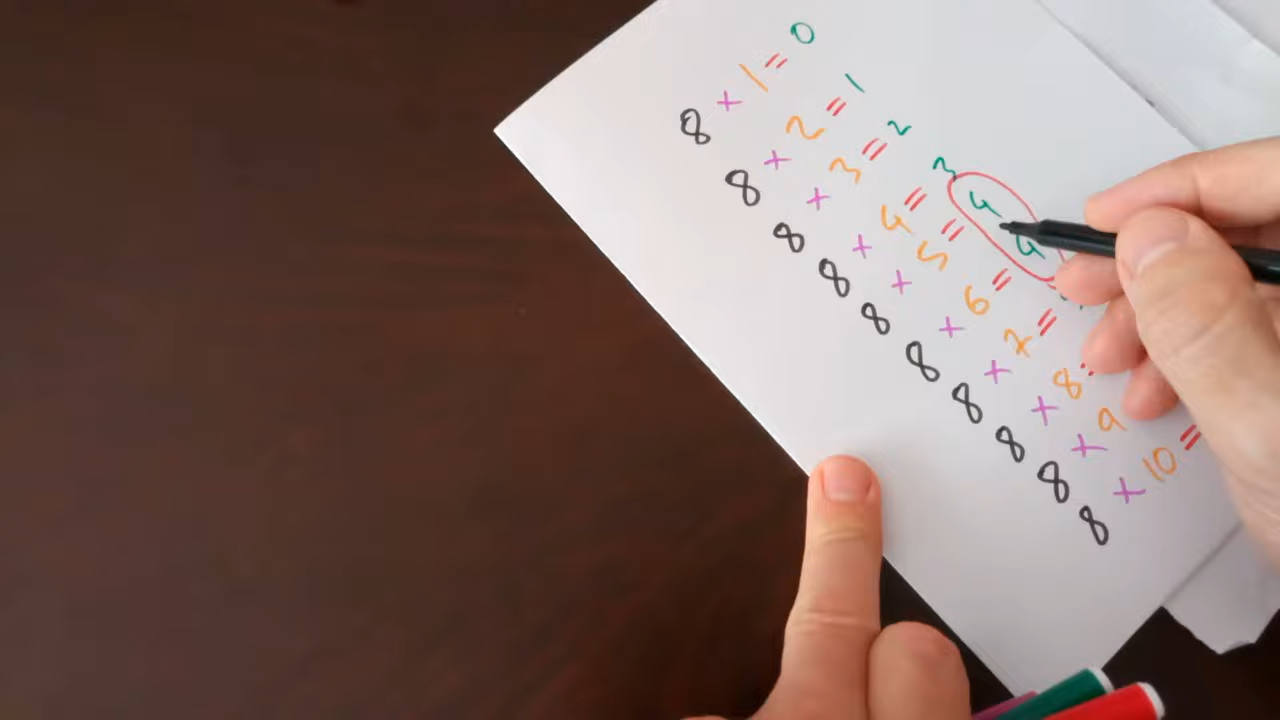 8 × 1 = 0
8 × 2 = 1
8 × 3 = 2
8 × 4 = 3
8 × 5 = 4
8 × 6 = 4
8 × 7 =
8 × 8 =
8 × 9
8 × 10 =